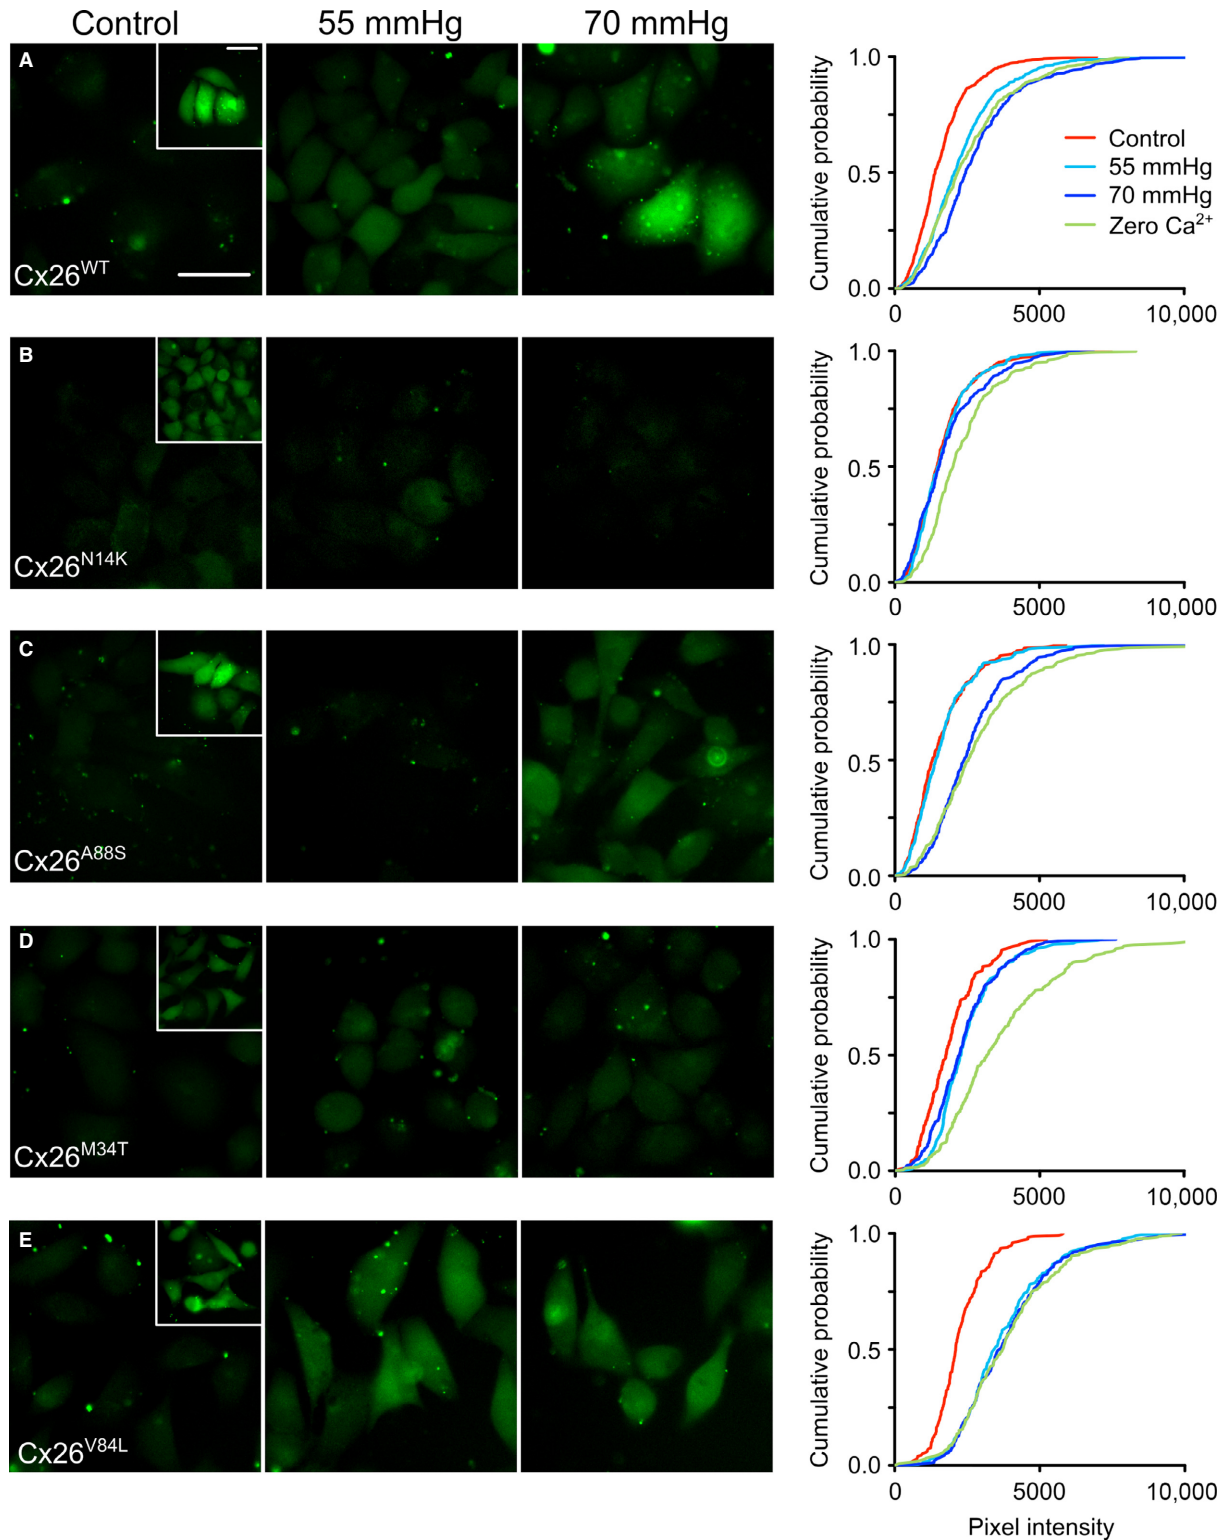 Control 55 mmHg 70 mmHg
A
Cx26WT
Cumulative probability
1.0
0.5
0.0
0 5000 10,000
Control
55 mmHg
70 mmHg
Zero Ca2+
B
Cx26N14K
Cumulative probability
1.0
0.5
0.0
0 5000 10,000
C
Cx26A88S
Cumulative probability
1.0
0.5
0.0
0 5000 10,000
D
Cx26M34T
Cumulative probability
1.0
0.5
0.0
0 5000 10,000
E
Cx26V84L
Cumulative probability
1.0
0.5
0.0
0 5000 10,000
Pixel intensity